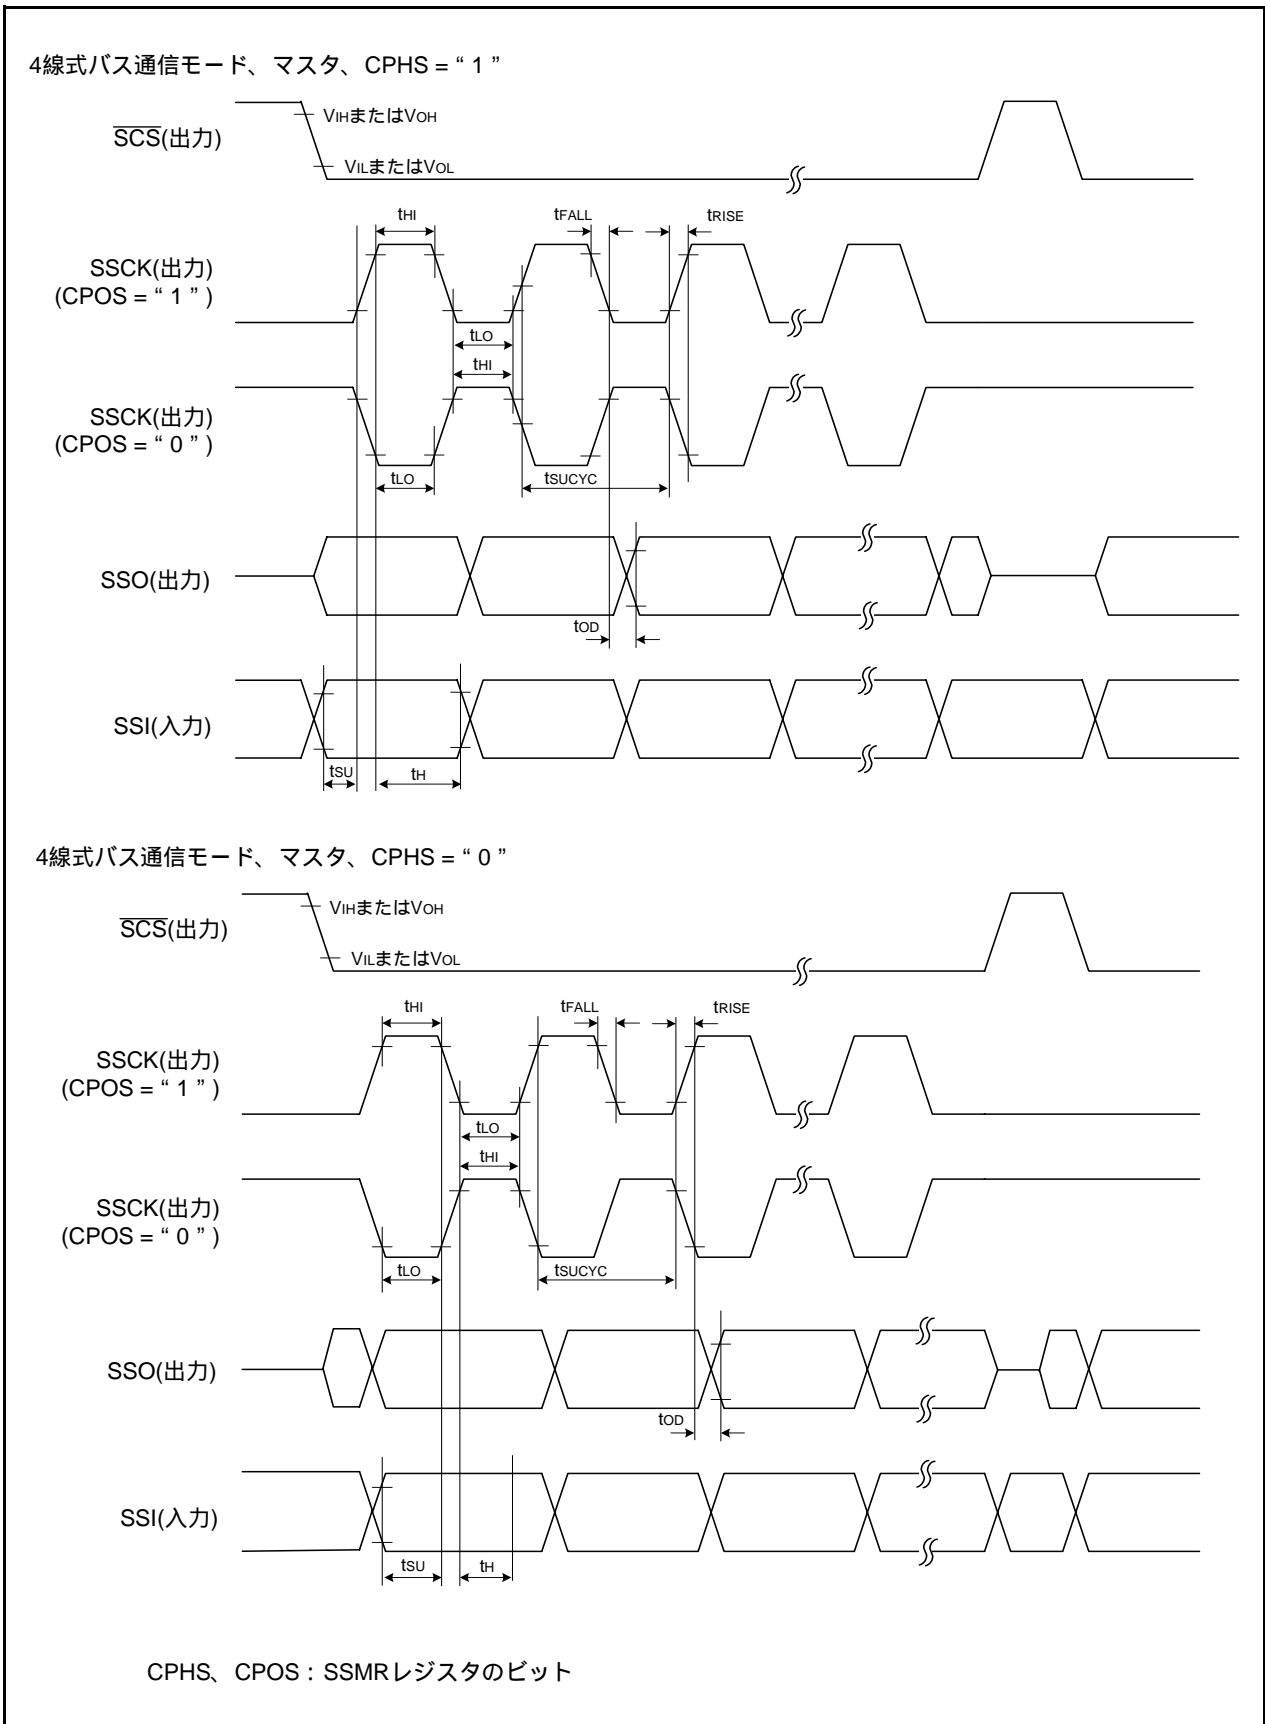 4線式バス通信モード、マスタ、CPHS = “ 1 ”
SCS(出力)
VIHまたはVOH
VILまたはVOL
tHI
tFALL
tRISE
SSCK(出力)
(CPOS = “ 1 ” )
tLO
tHI
SSCK(出力)
(CPOS = “ 0 ” )
tLO
tSUCYC
SSO(出力)
tOD
SSI(入力)
tSU
tH
4線式バス通信モード、マスタ、CPHS = “ 0 ”
SCS(出力)
VIHまたはVOH
VILまたはVOL
tHI
tFALL
tRISE
SSCK(出力)
(CPOS = “ 1 ” )
tLO
tHI
SSCK(出力)
(CPOS = “ 0 ” )
tLO
tSUCYC
SSO(出力)
tOD
SSI(入力)
tSU
tH
CPHS、CPOS：SSMRレジスタのビット